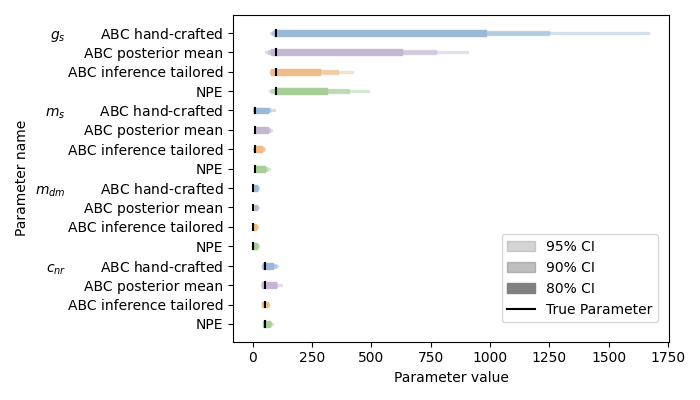 g_s ABC hand-crafted
ABC posterior mean
ABC inference tailored
NPE
m_s ABC hand-crafted
ABC posterior mean
ABC inference tailored
NPE
m_dm ABC hand-crafted
ABC posterior mean
ABC inference tailored
NPE
c_nr ABC hand-crafted
ABC posterior mean
ABC inference tailored
NPE
Parameter name
95% CI
90% CI
80% CI
True Parameter
0 250 500 750 1000 1250 1500 1750
Parameter value